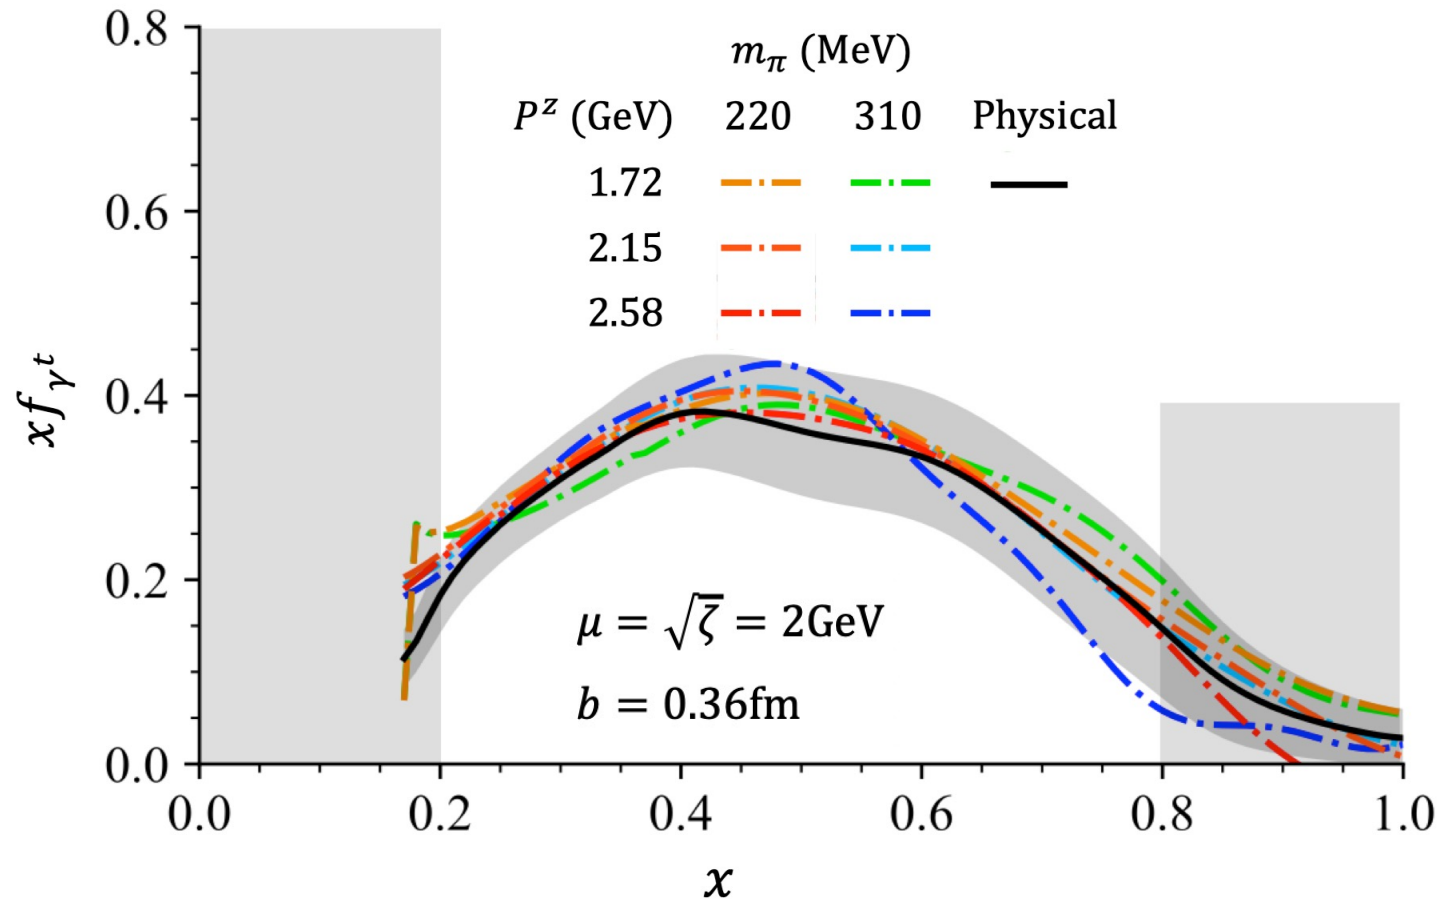 m_π (MeV)
P^z (GeV) 220 310 Physical
1.72
2.15
2.58
μ = √ζ = 2GeV
b = 0.36fm
xf_γ^t
0.8
0.6
0.4
0.2
0.0
0.0 0.2 0.4 0.6 0.8 1.0
x